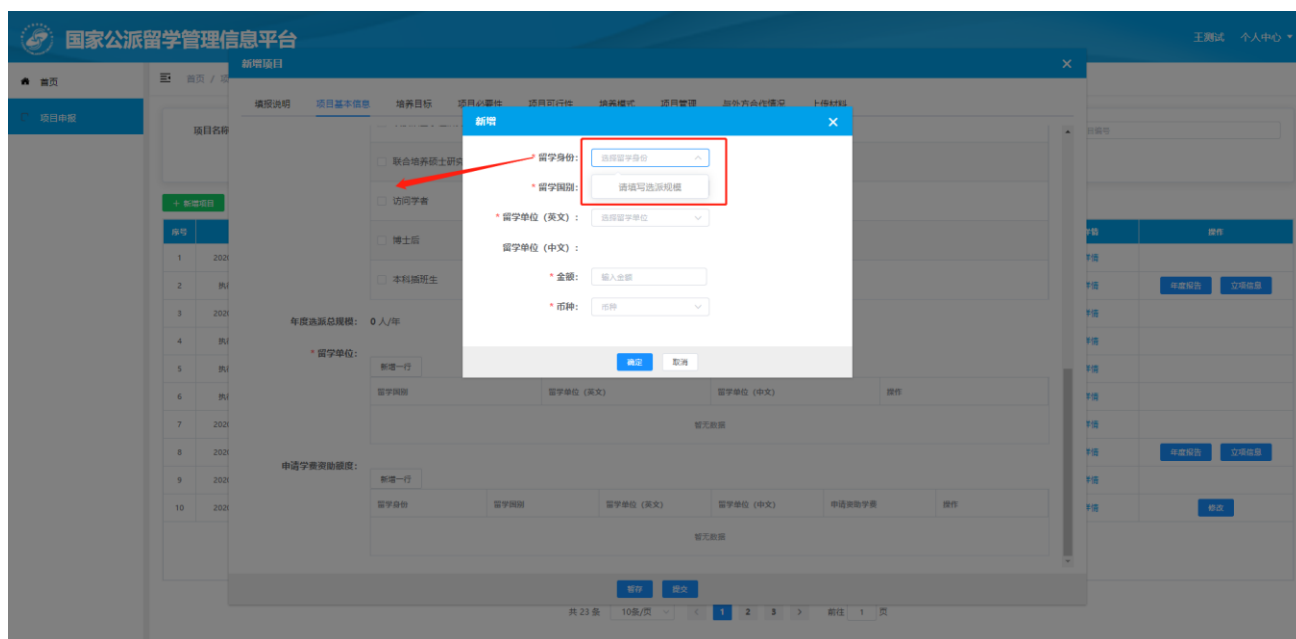 国家公派留学管理信息平台
王测试 个人中心
首页
项目申报
首页 / 项
项目名称
+ 新增项目
新增项目
填报说明 项目基本信息 培养目标 项目必要性 项目可行性 培养模式 项目管理 与外方合作情况 上传材料
联合培养硕士研究
访问学者
博士后
本科插班生
年度选派总规模: 0 人/年
* 留学单位:
新增一行
留学国别 留学单位 (英文) 留学单位 (中文) 操作
暂无数据
申请学费资助额度:
新增一行
留学身份 留学国别 留学单位 (英文) 留学单位 (中文) 申请资助学费 操作
暂无数据
暂存 提交
新增
* 留学身份: 选择留学身份
请填写选派规模
* 留学国别:
* 留学单位 (英文) : 选择留学单位
留学单位 (中文) :
* 金额: 输入金额
* 币种: 币种
确定 取消
序号 操作
1 202
2 执 年度报告 立项信息
3 202
4 执
5 执
6 执
7 202
8 202 年度报告 立项信息
9 202
10 202 修改
共 23 条 10条/页 < 1 2 3 > 前往 1 页